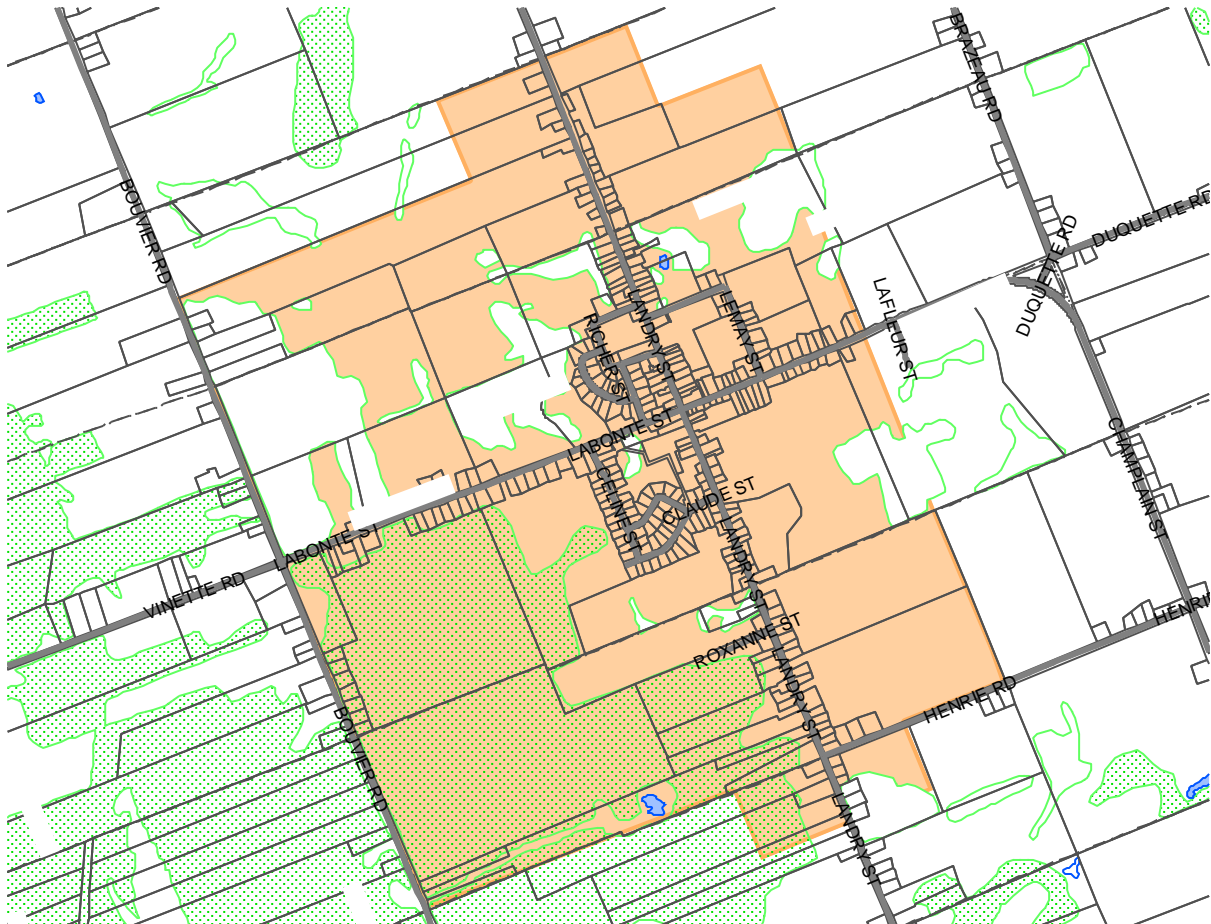 BRAZEAU RD
BOUVIER RD
DUQUETTE RD
DUQUETTE RD
LAFLEUR ST
LANDRY ST
LEMAY ST
RICHER ST
LABONTE ST
CHAMPLAIN ST
CELINE ST
CLAUDE ST
LABONTE ST
LANDRY ST
VINETTE RD
HENRIE
ROXANNE ST
LANDRY ST
HENRIE RD
BOUVIER RD
LANDRY ST